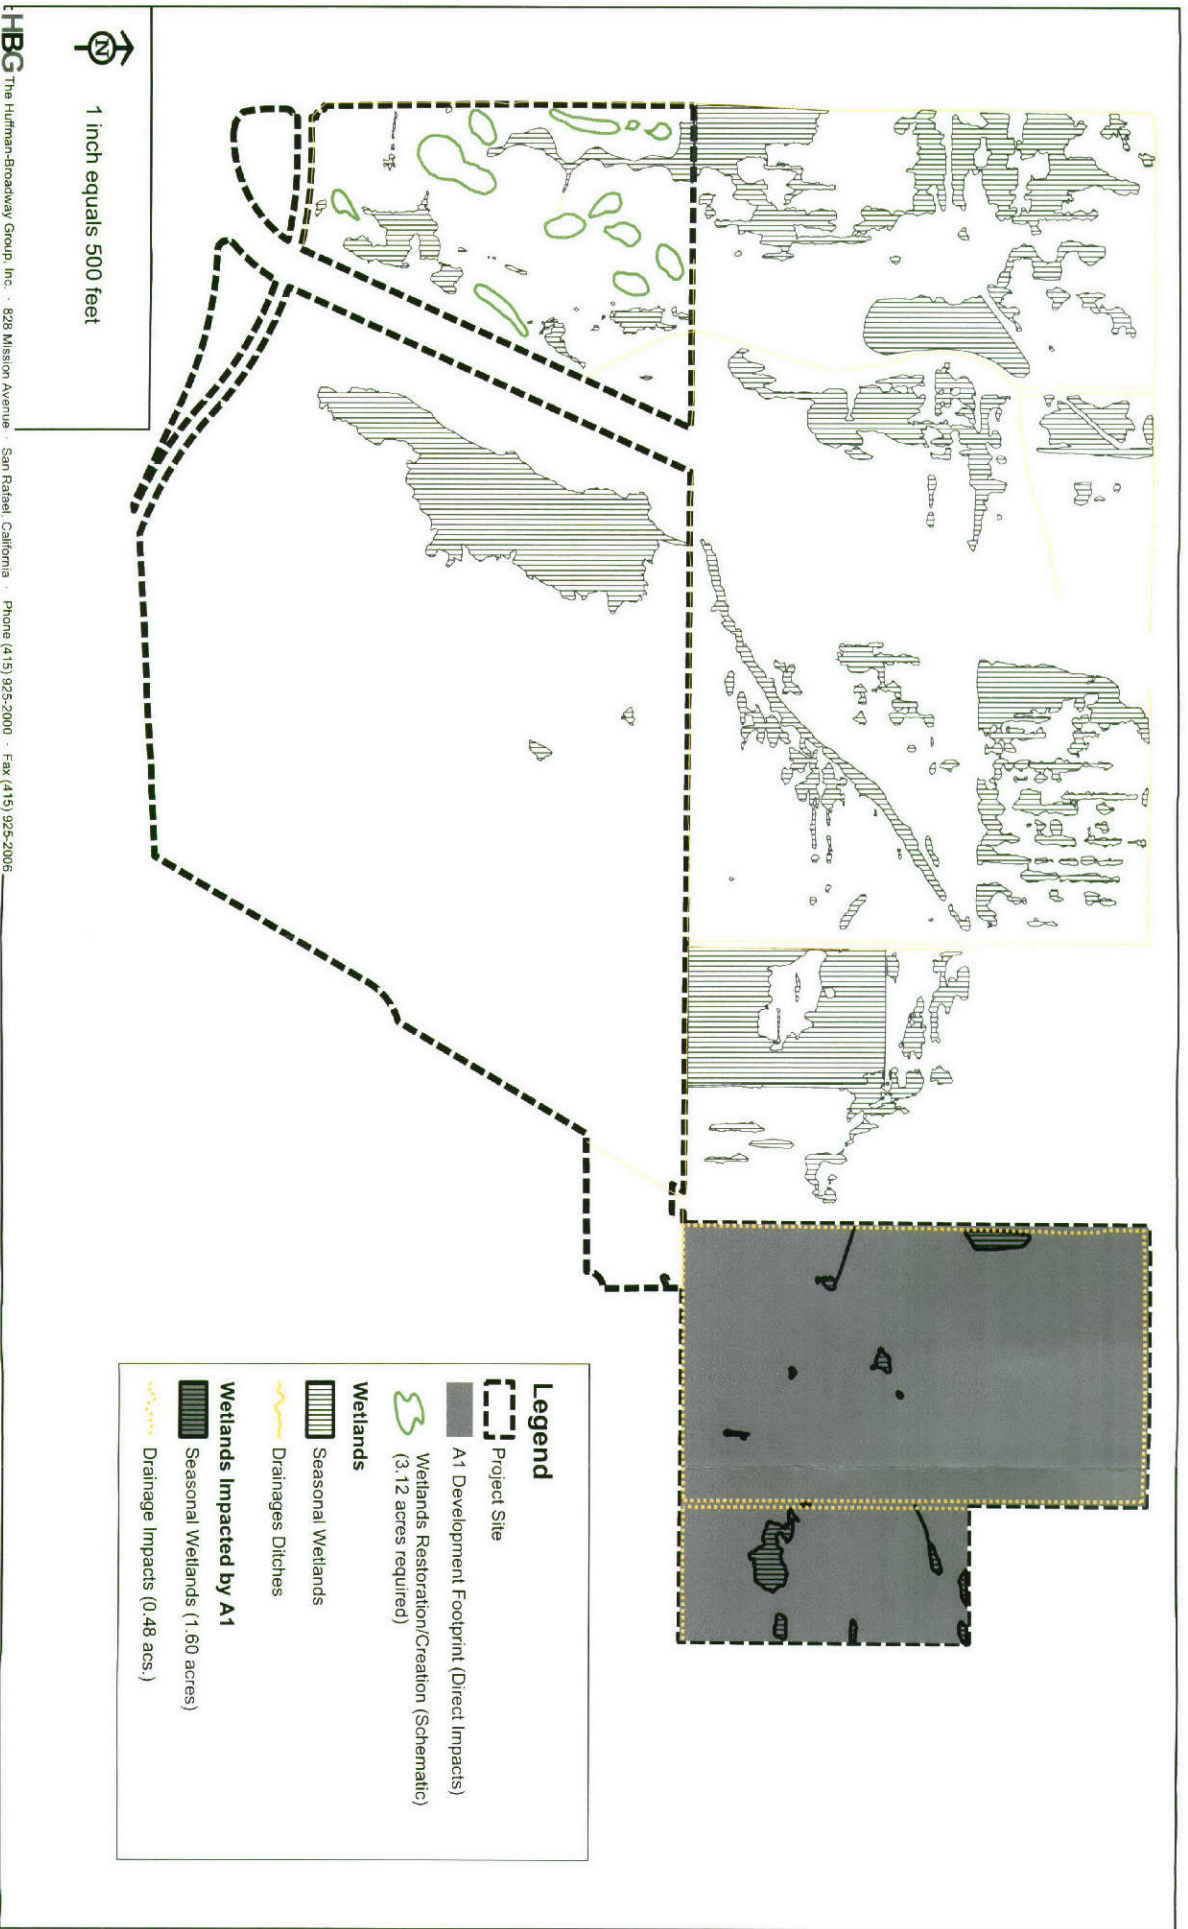 N
1 inch equals 500 feet
Legend
Project Site
A1 Development Footprint (Direct Impacts)
Wetlands Restoration/Creation (Schematic)
(3.12 acres required)
Wetlands
Seasonal Wetlands
Drainages Ditches
Wetlands Impacted by A1
Seasonal Wetlands (1.60 acres)
Drainage Impacts (0.48 acs.)
HBG The Huffman-Broadway Group, Inc. · 828 Mission Avenue · San Rafael, California · Phone (415) 925-2000 · Fax (415) 925-2006